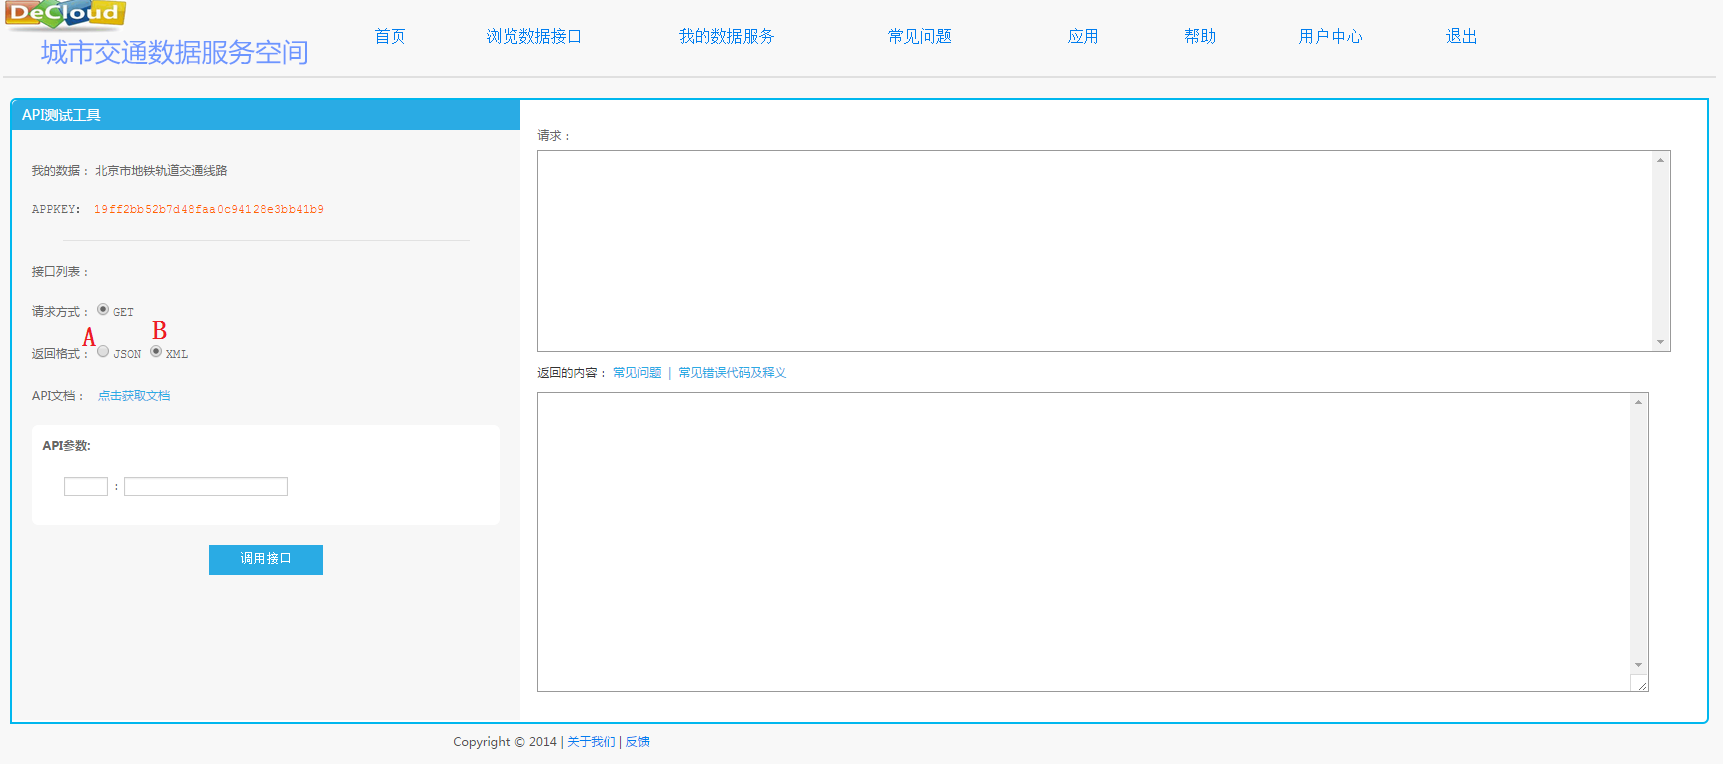 DeCloud
城市交通数据服务空间
首页 浏览数据接口 我的数据服务 常见问题 应用 帮助 用户中心 退出
API测试工具
我的数据： 北京市地铁轨道交通线路
APPKEY: 19ff2bb52b7d48faa0c94128e3bb41b9
接口列表：
请求方式： GET
A B
返回格式： JSON XML
API文档： 点击获取文档
API参数:
:
调用接口
请求：
返回的内容： 常见问题 | 常见错误代码及释义
Copyright © 2014 | 关于我们 | 反馈